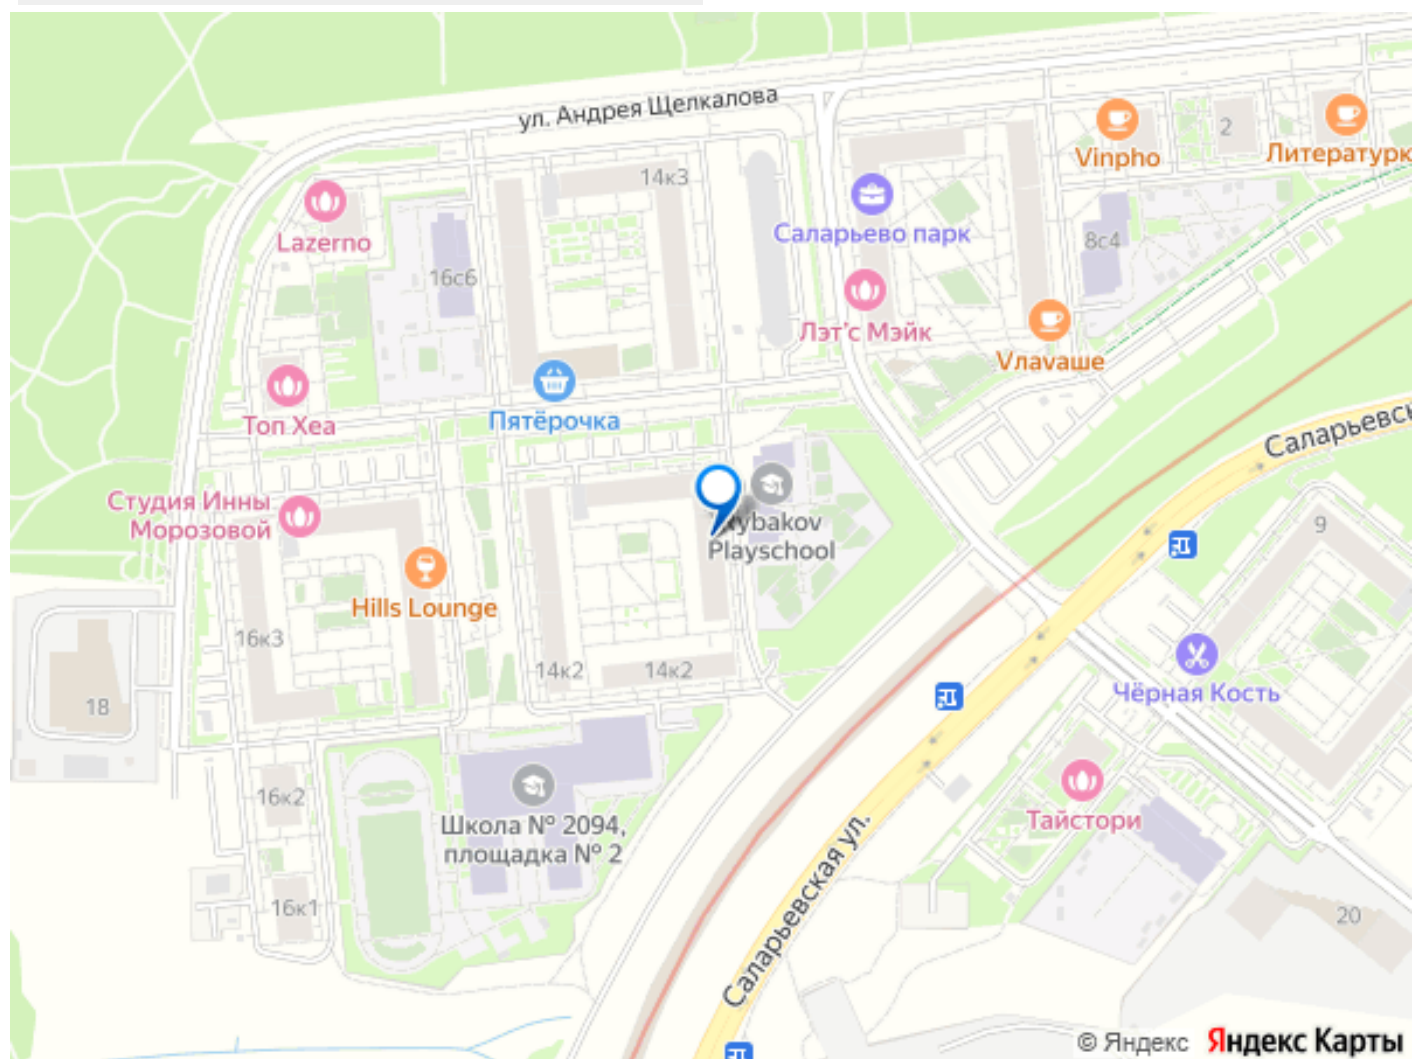 ул. Андрея Щелкалова
Vinpho
2
Литературк
14к3
Lazerno
Саларьево парк
8с4
16с6
Лэт'с Мэйк
Vлаvаше
Топ Хеа
Пятёрочка
Саларьевск
Студия Инны
Морозовой
Rybakov
Playschool
9
Hills Lounge
16к3
14к2
14к2
Чёрная Кость
18
16к2
Школа № 2094,
площадка № 2
Тайстори
16к1
Саларьевская ул.
20
© Яндекс Яндекс Карты